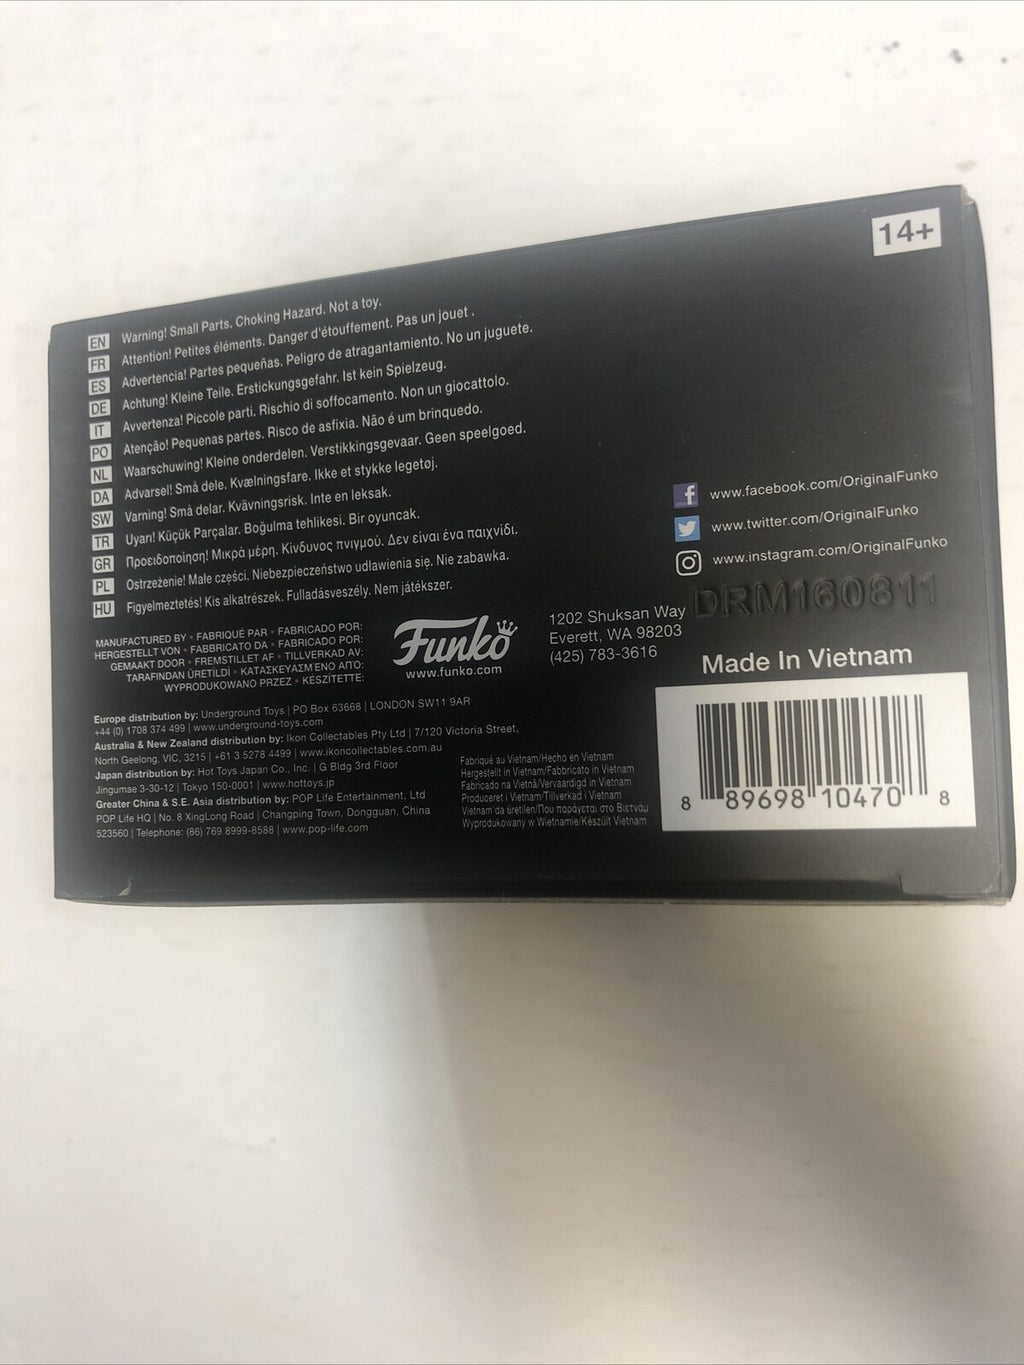 14+
EN Warning! Small Parts. Choking Hazard. Not a toy.
FR Attention! Petites éléments. Danger d'étouffement. Pas un jouet .
ES Advertencia! Partes pequeñas. Peligro de atragantamiento. No un juguete.
DE Achtung! Kleine Teile. Erstickungsgefahr. Ist kein Spielzeug.
IT Avvertenza! Piccole parti. Rischio di soffocamento. Non un giocattolo.
PO Atenção! Pequenas partes. Risco de asfixia. Não é um brinquedo.
NL Waarschuwing! Kleine onderdelen. Verstikkingsgevaar. Geen speelgoed.
DA Advarsel! Små dele. Kvælningsfare. Ikke et stykke legetøj.
SW Varning! Små delar. Kvävningsrisk. Inte en leksak.
TR Uyarı! Küçük Parçalar. Boğulma tehlikesi. Bir oyuncak.
GR Προειδοποίηση! Μικρά μέρη. Κίνδυνος πνιγμού. Δεν είναι ένα παιχνίδι.
PL Ostrzeżenie! Małe części. Niebezpieczeństwo udławienia się. Nie zabawka.
HU Figyelmeztetés! Kis alkatrészek. Fulladásveszély. Nem játékszer.
www.facebook.com/OriginalFunko
www.twitter.com/OriginalFunko
www.instagram.com/OriginalFunko
DRM160811
MANUFACTURED BY • FABRIQUÉ PAR • FABRICADO POR:
HERGESTELLT VON • FABBRICATO DA • FABRICADO POR:
GEMAAKT DOOR • FREMSTILLET AF • TILLVERKAD AV:
TARAFINDAN ÜRETİLDİ • ΚΑΤΑΣΚΕΥΑΣΜΈΝΟ ΑΠΌ:
WYPRODUKOWANO PRZEZ • KÉSZÍTETTE:
Funko
www.funko.com
1202 Shuksan Way
Everett, WA 98203
(425) 783-3616
Made In Vietnam
Europe distribution by: Underground Toys | PO Box 63668 | LONDON SW11 9AR
+44 (0) 1708 374 499 | www.underground-toys.com
Australia & New Zealand distribution by: Ikon Collectables Pty Ltd | 7/120 Victoria Street,
North Geelong, VIC, 3215 | +61 3 5278 4499 | www.ikoncollectables.com.au
Japan distribution by: Hot Toys Japan Co., Inc. | G Bldg 3rd Floor
Jingumae 3-30-12 | Tokyo 150-0001 | www.hottoys.jp
Greater China & S.E. Asia distribution by: POP Life Entertainment, Ltd
POP Life HQ | No. 8 XingLong Road | Changping Town, Dongguan, China
523560 | Telephone: (86) 769 8999-8588 | www.pop-life.com
Fabriqué au Vietnam/Hecho en Vietnam
Hergestellt in Vietnam/Fabbricato in Vietnam
Fabricado na Vietnã/Vervaardigd in Vietnam
Produceret i Vietnam/Tillverkad i Vietnam
Vietnam'da üretilen/Που παράγεται στο Βιετνάμ
Wyprodukowany w Wietnamie/Készült Vietnam
8 89698 10470 8